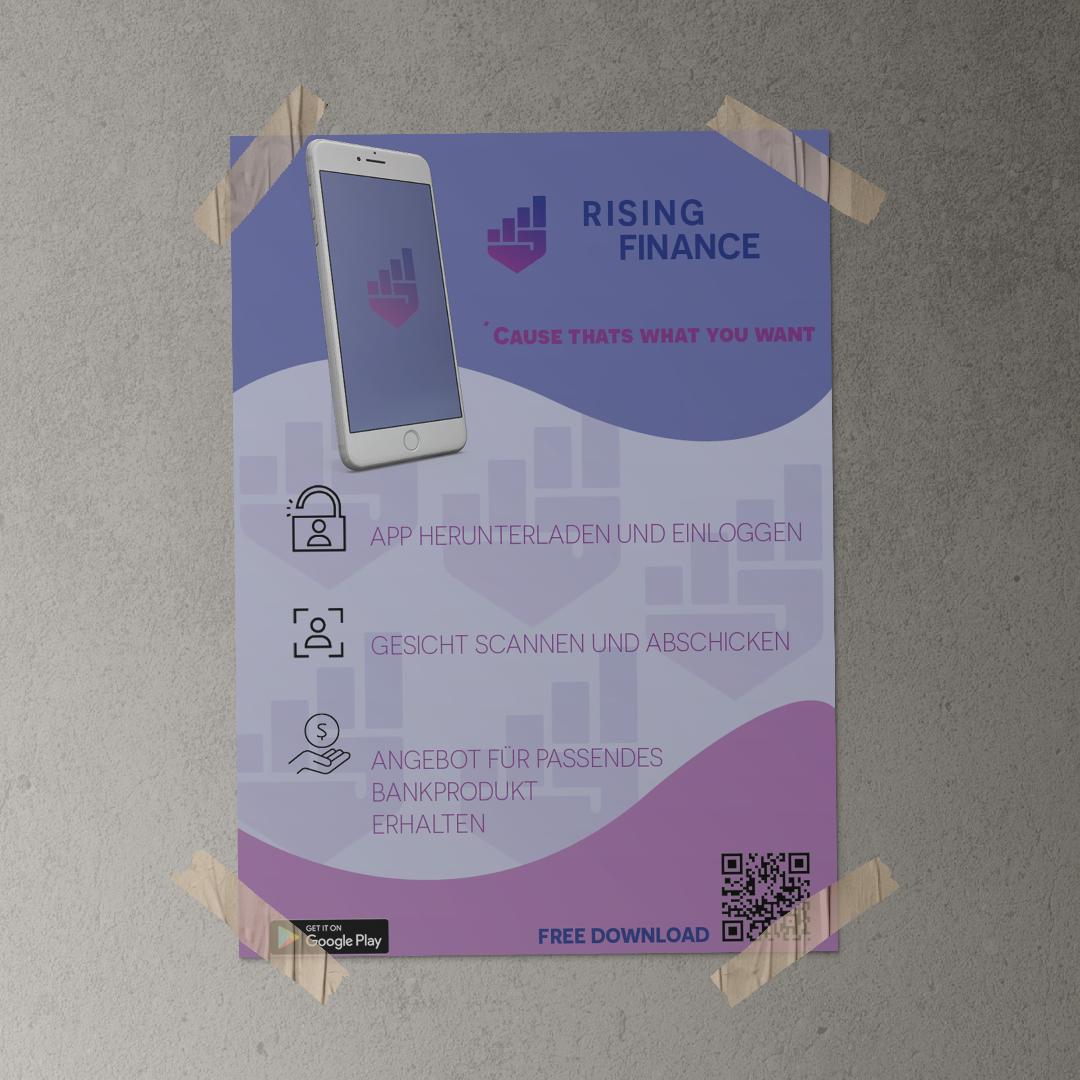 RISING
FINANCE
´CAUSE THATS WHAT YOU WANT
APP HERUNTERLADEN UND EINLOGGEN
GESICHT SCANNEN UND ABSCHICKEN
$
ANGEBOT FÜR PASSENDES
BANKPRODUKT
ERHALTEN
GET IT ON
Google Play
FREE DOWNLOAD